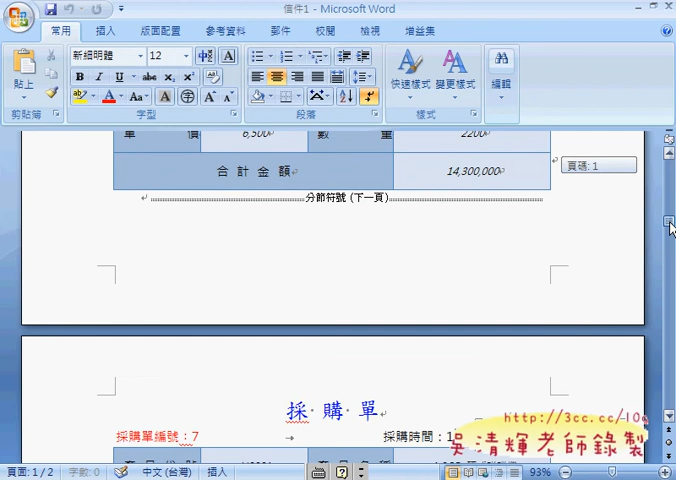 信件1 - Microsoft Word
常用 插入 版面配置 參考資料 郵件 校閱 檢視 增益集
貼上
新細明體 12
快速樣式 變更樣式 編輯
剪貼簿 字型 段落 樣式
單 價 6,500 數 量 2200
頁碼: 1
合 計 金 額 14,300,000
分節符號 (下一頁)
採 購 單
http://3cc.cc/10q
採購單編號：7 採購時間：1
吳清輝老師錄製
頁面: 1 / 2 字數: 0 中文 (台灣) 插入 93%